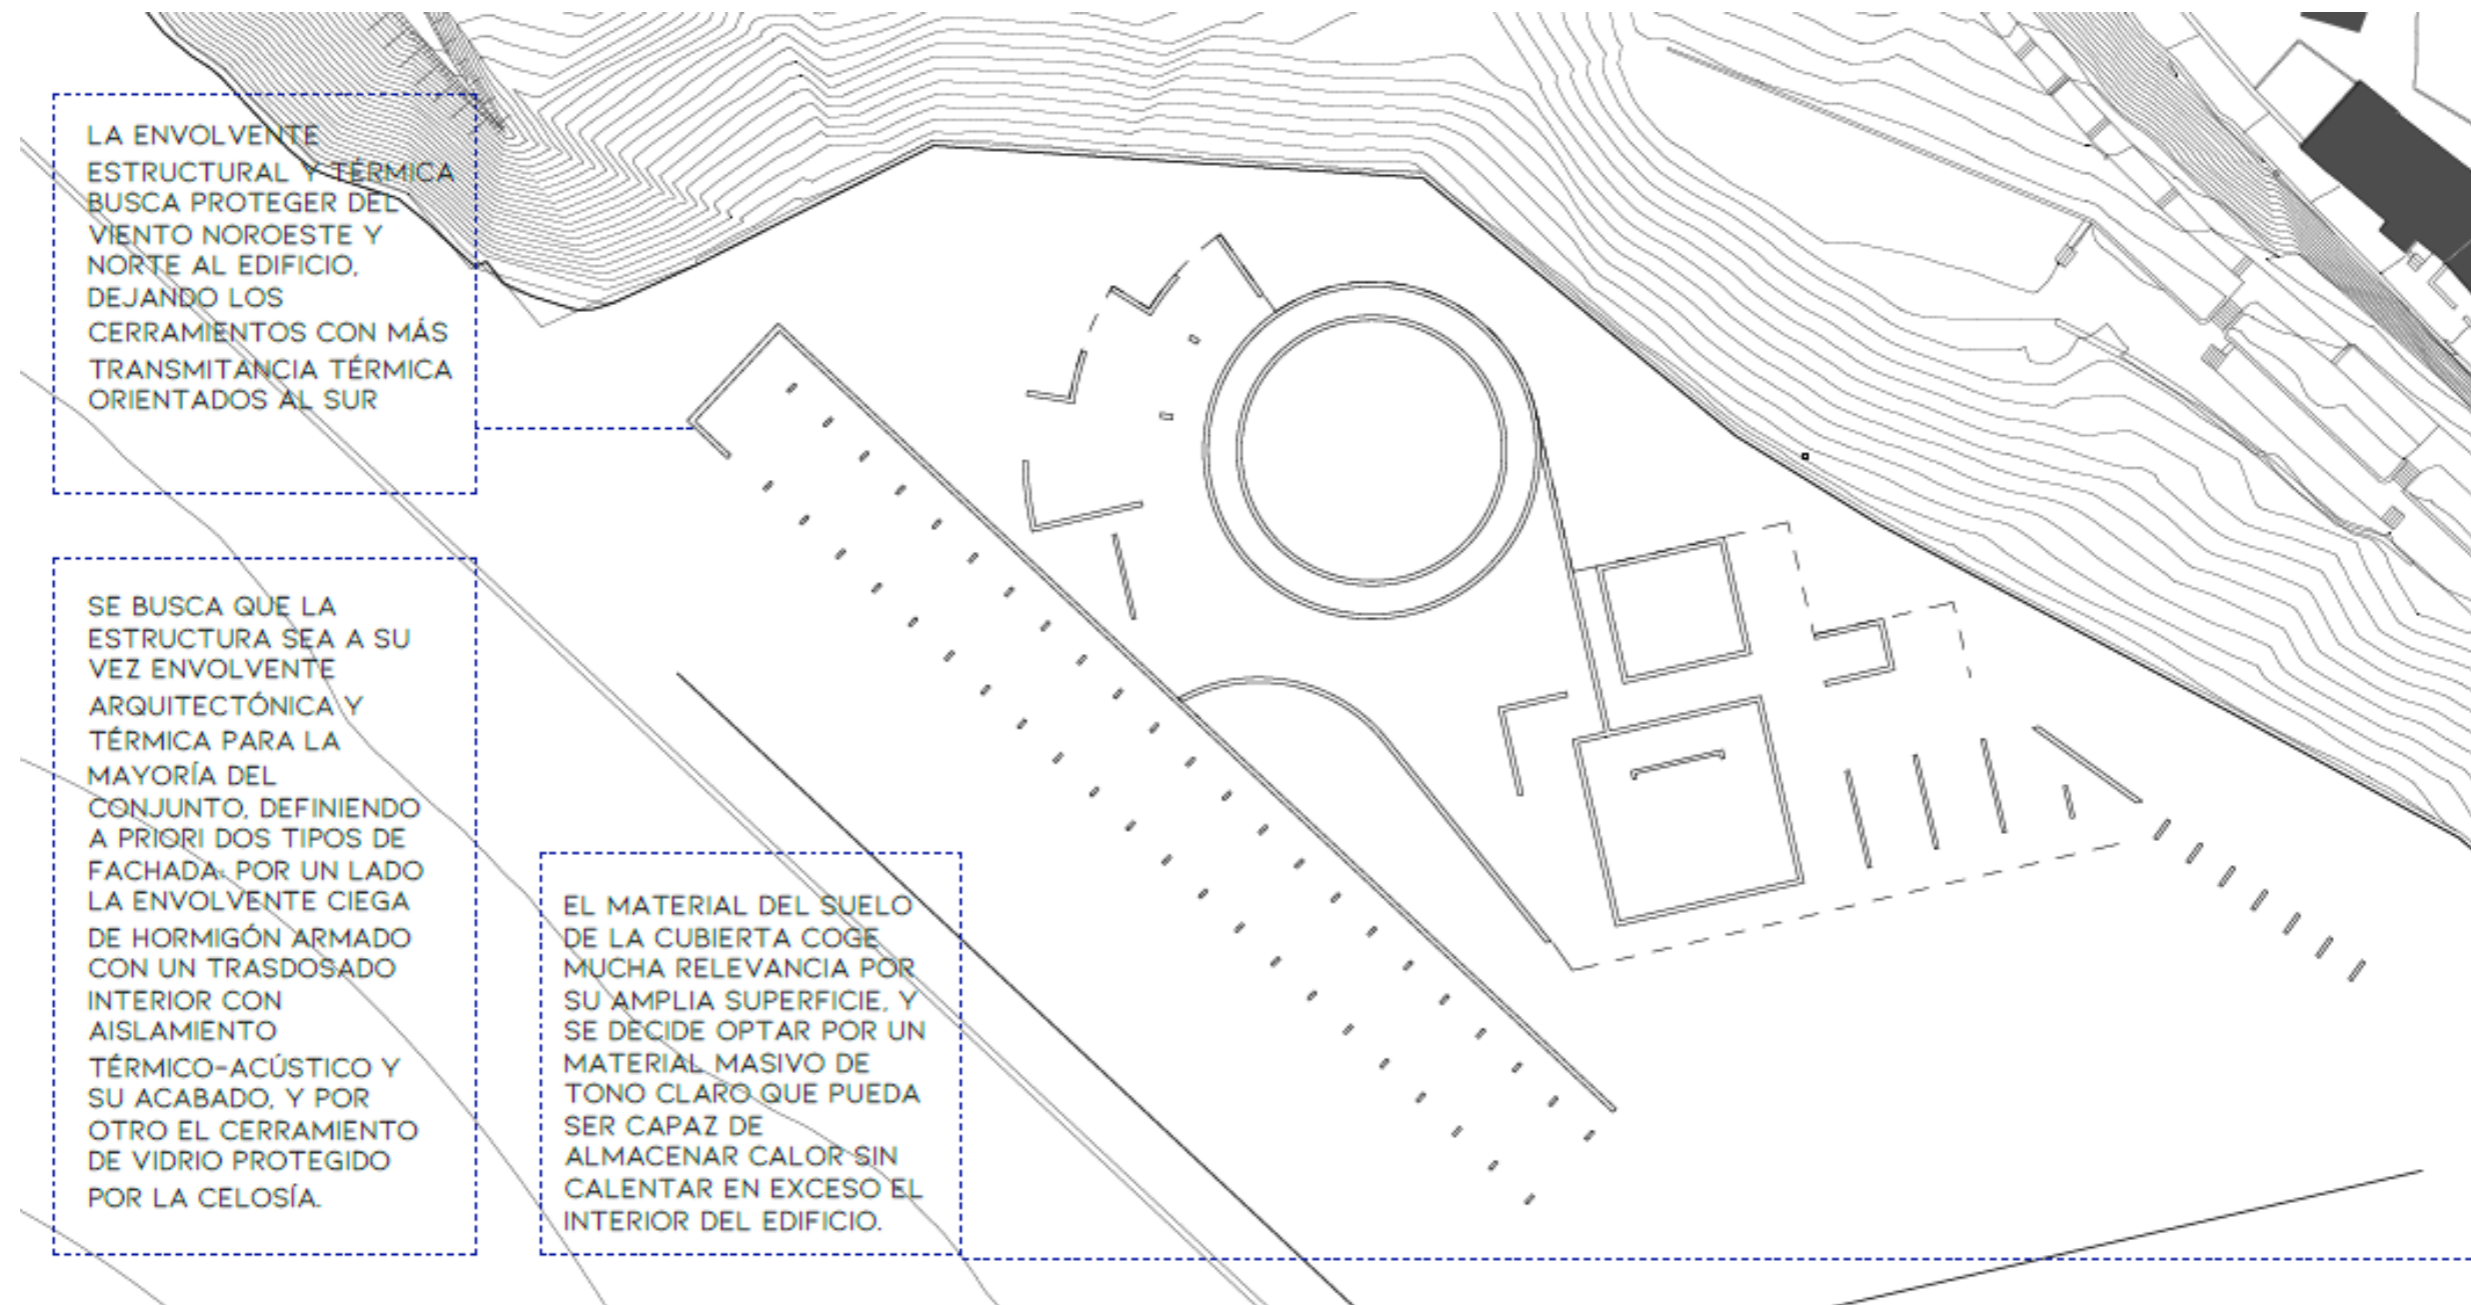 LA ENVOLVENTE
ESTRUCTURAL Y TÉRMICA
BUSCA PROTEGER DEL
VIENTO NOROESTE Y
NORTE AL EDIFICIO,
DEJANDO LOS
CERRAMIENTOS CON MÁS
TRANSMITANCIA TÉRMICA
ORIENTADOS AL SUR
SE BUSCA QUE LA
ESTRUCTURA SEA A SU
VEZ ENVOLVENTE
ARQUITECTÓNICA Y
TÉRMICA PARA LA
MAYORÍA DEL
CONJUNTO, DEFINIENDO
A PRIORI DOS TIPOS DE
FACHADA: POR UN LADO
LA ENVOLVENTE CIEGA
DE HORMIGÓN ARMADO
CON UN TRASDOSADO
INTERIOR CON
AISLAMIENTO
TÉRMICO-ACÚSTICO Y
SU ACABADO, Y POR
OTRO EL CERRAMIENTO
DE VIDRIO PROTEGIDO
POR LA CELOSÍA.
EL MATERIAL DEL SUELO
DE LA CUBIERTA COGE
MUCHA RELEVANCIA POR
SU AMPLIA SUPERFICIE, Y
SE DECIDE OPTAR POR UN
MATERIAL MASIVO DE
TONO CLARO QUE PUEDA
SER CAPAZ DE
ALMACENAR CALOR SIN
CALENTAR EN EXCESO EL
INTERIOR DEL EDIFICIO.